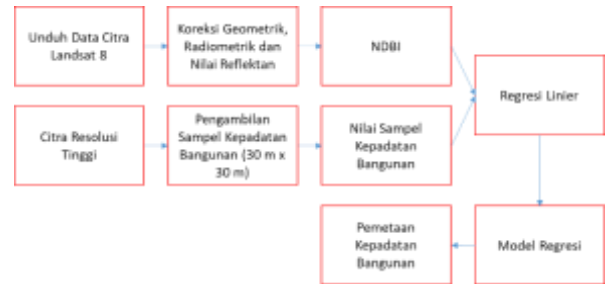 Unduh Data Citra
Landsat 8
Koreksi Geometrik,
Radiometrik dan
Nilai Reflektan
NDBI
Regresi Linier
Citra Resolusi
Tinggi
Pengambilan
Sampel Kepadatan
Bangunan (30 m x
30 m)
Nilai Sampel
Kepadatan
Bangunan
Pemetaan
Kepadatan
Bangunan
Model Regresi